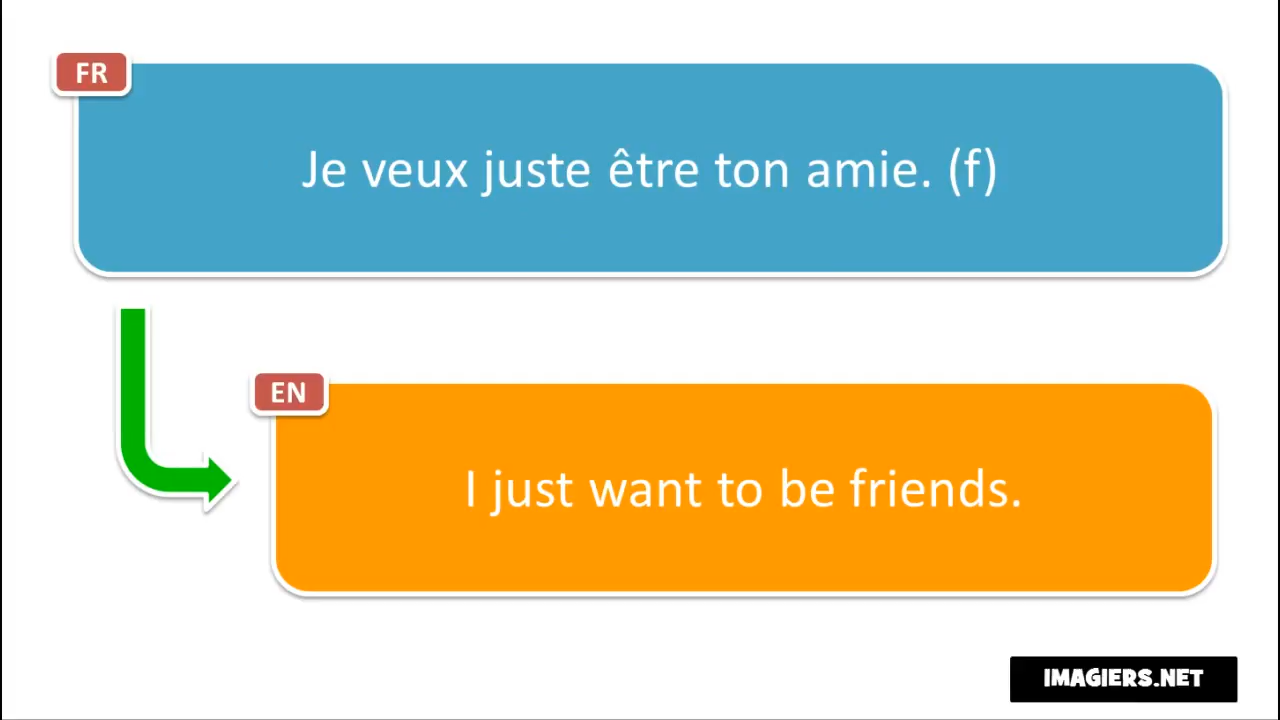 FR
Je veux juste être ton amie. (f)
EN
I just want to be friends.
IMAGIERS.NET